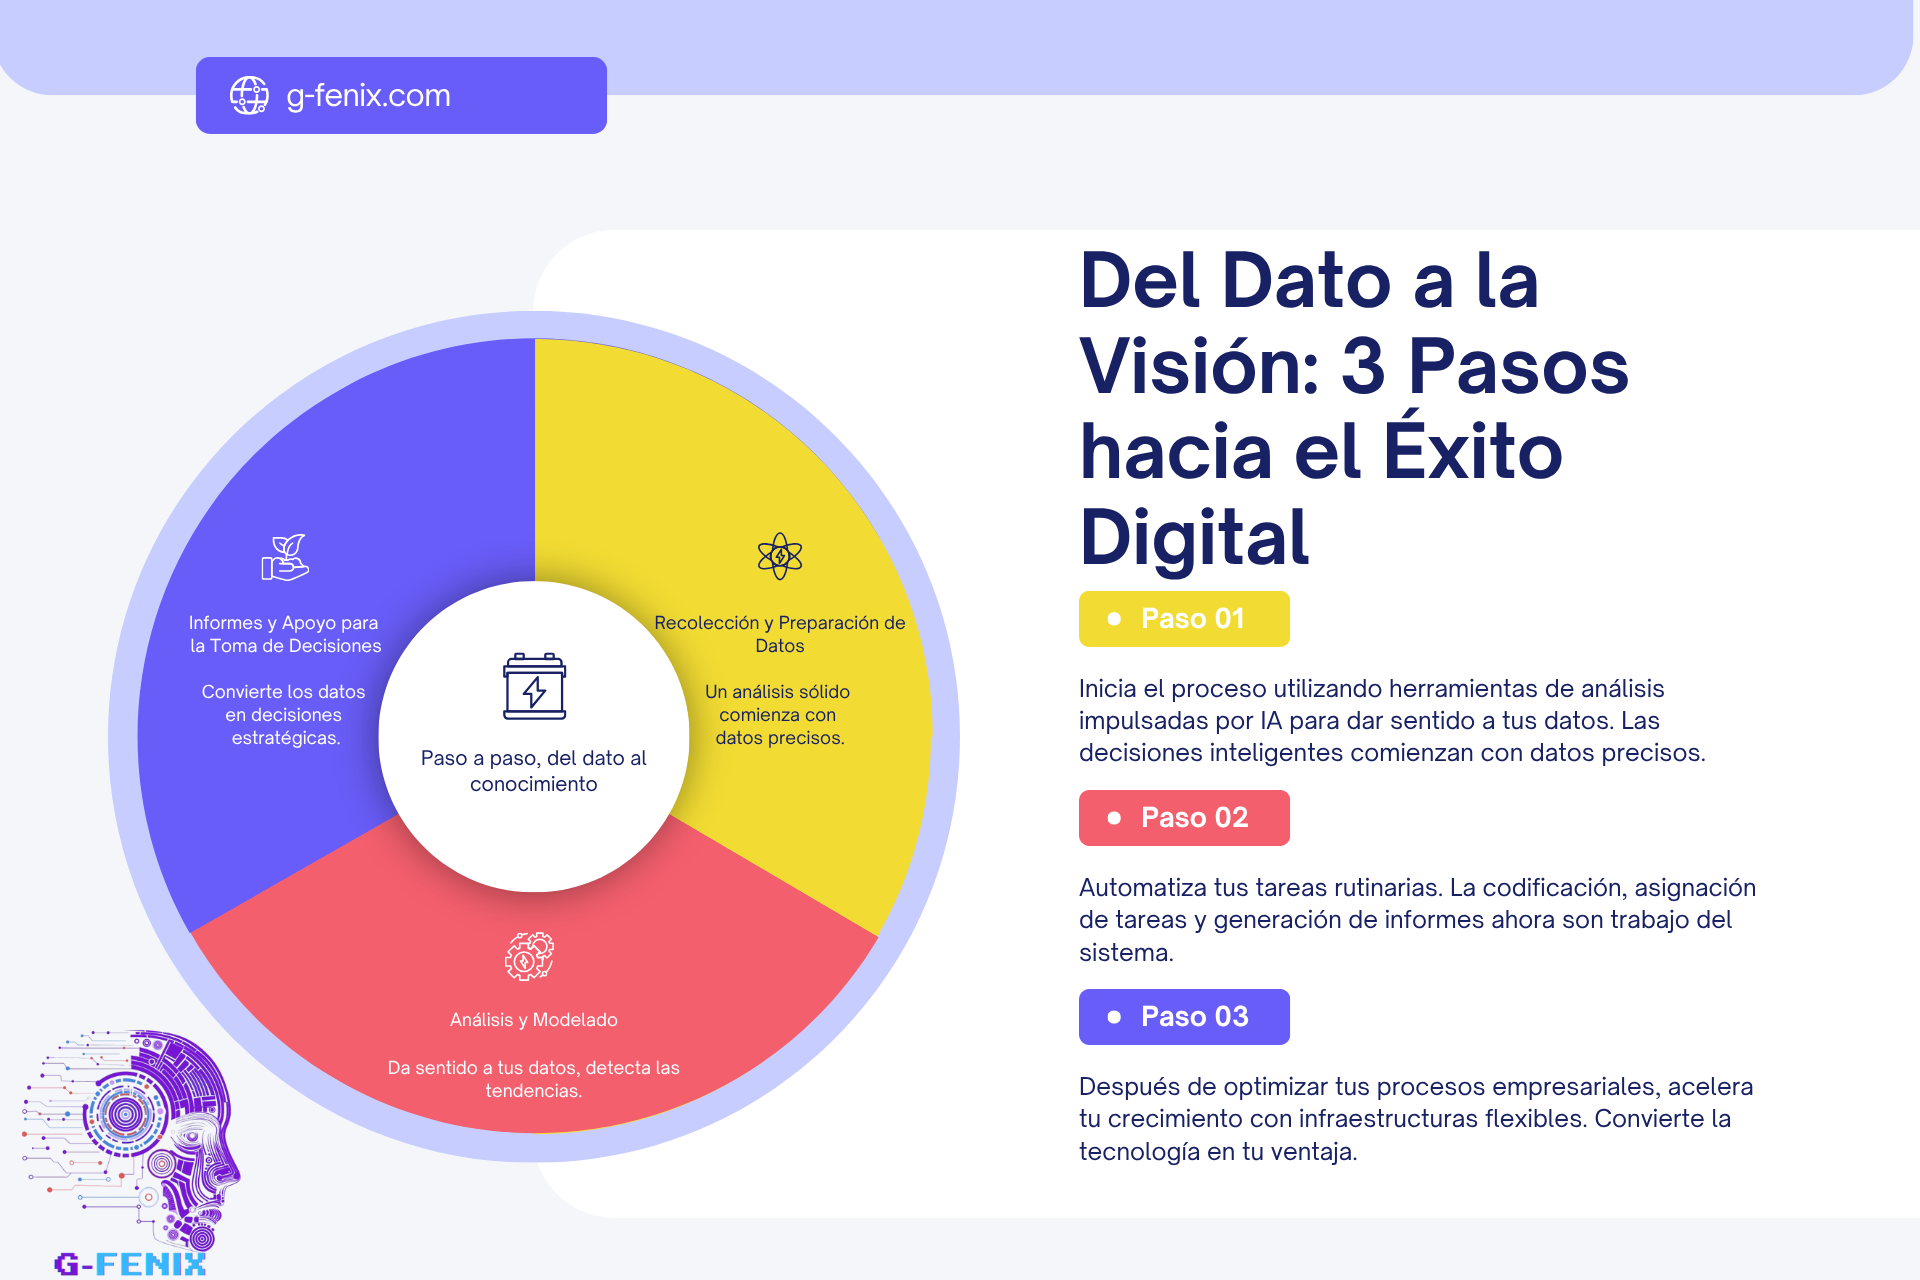 g-fenix.com
Del Dato a la
Visión: 3 Pasos
hacia el Éxito
Digital
Informes y Apoyo para
la Toma de Decisiones
Convierte los datos
en decisiones
estratégicas.
Recolección y Preparación de
Datos
Un análisis sólido
comienza con
datos precisos.
Paso a paso, del dato al
conocimiento
Análisis y Modelado
Da sentido a tus datos, detecta las
tendencias.
Paso 01
Inicia el proceso utilizando herramientas de análisis
impulsadas por IA para dar sentido a tus datos. Las
decisiones inteligentes comienzan con datos precisos.
Paso 02
Automatiza tus tareas rutinarias. La codificación, asignación
de tareas y generación de informes ahora son trabajo del
sistema.
Paso 03
Después de optimizar tus procesos empresariales, acelera
tu crecimiento con infraestructuras flexibles. Convierte la
tecnología en tu ventaja.
G-FENIX